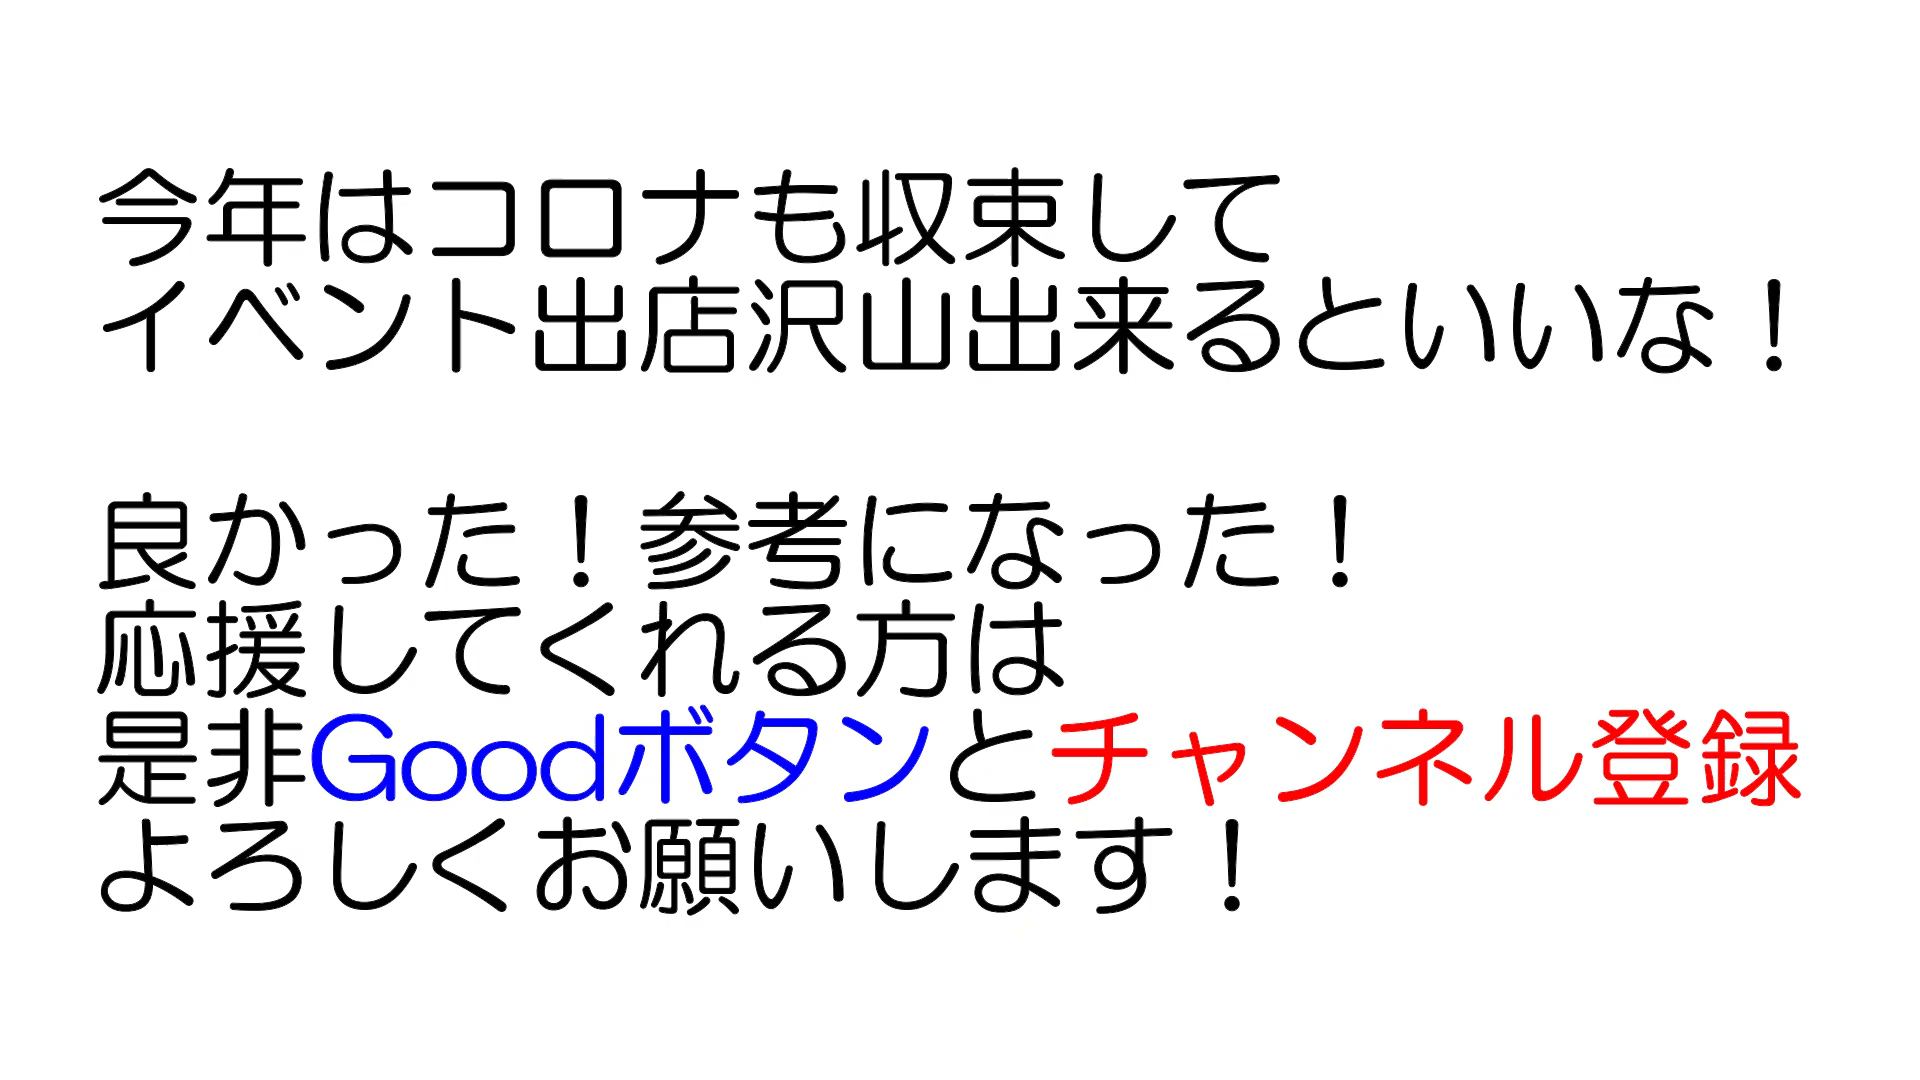 今年はコロナも収束して
イベント出店沢山出来るといいな！
良かった！参考になった！
応援してくれる方は
是非Goodボタンとチャンネル登録
よろしくお願いします！